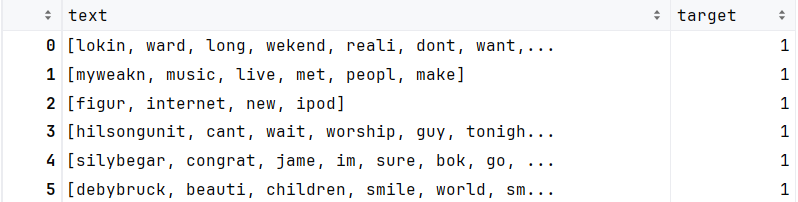 text target
0 [lokin, ward, long, wekend, reali, dont, want,... 1
1 [myweakn, music, live, met, peopl, make] 1
2 [figur, internet, new, ipod] 1
3 [hilsongunit, cant, wait, worship, guy, tonigh... 1
4 [silybegar, congrat, jame, im, sure, bok, go, ... 1
5 [debybruck, beauti, children, smile, world, sm... 1